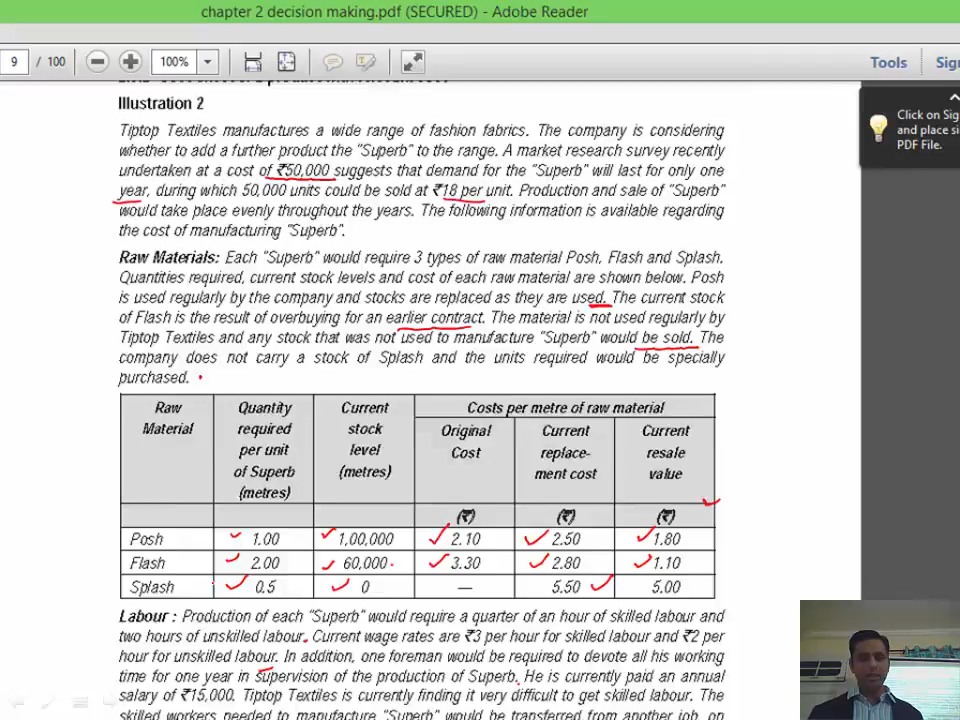 chapter 2 decision making.pdf (SECURED) - Adobe Reader
9 / 100 100% Tools Sig
Click on Sig
and place si
PDF File.
Illustration 2
Tiptop Textiles manufactures a wide range of fashion fabrics. The company is considering
whether to add a further product the "Superb" to the range. A market research survey recently
undertaken at a cost of ₹50,000 suggests that demand for the "Superb" will last for only one
year, during which 50,000 units could be sold at ₹18 per unit. Production and sale of "Superb"
would take place evenly throughout the years. The following information is available regarding
the cost of manufacturing "Superb".
Raw Materials: Each "Superb" would require 3 types of raw material Posh, Flash and Splash.
Quantities required, current stock levels and cost of each raw material are shown below. Posh
is used regularly by the company and stocks are replaced as they are used. The current stock
of Flash is the result of overbuying for an earlier contract. The material is not used regularly by
Tiptop Textiles and any stock that was not used to manufacture "Superb" would be sold. The
company does not carry a stock of Splash and the units required would be specially
purchased.
Raw Quantity Current Costs per metre of raw material
Material required stock Original Current Current
per unit level Cost replace- resale
of Superb (metres) ment cost value
(metres)
(₹) (₹) (₹)
Posh 1.00 1,00,000 2.10 2.50 1.80
Flash 2.00 60,000 3.30 2.80 1.10
Splash 0.5 0 — 5.50 5.00
Labour : Production of each "Superb" would require a quarter of an hour of skilled labour and
two hours of unskilled labour. Current wage rates are ₹3 per hour for skilled labour and ₹2 per
hour for unskilled labour. In addition, one foreman would be required to devote all his working
time for one year in supervision of the production of Superb. He is currently paid an annual
salary of ₹15,000. Tiptop Textiles is currently finding it very difficult to get skilled labour. The
skilled workers needed to manufacture "Superb" would be transferred from another job, on